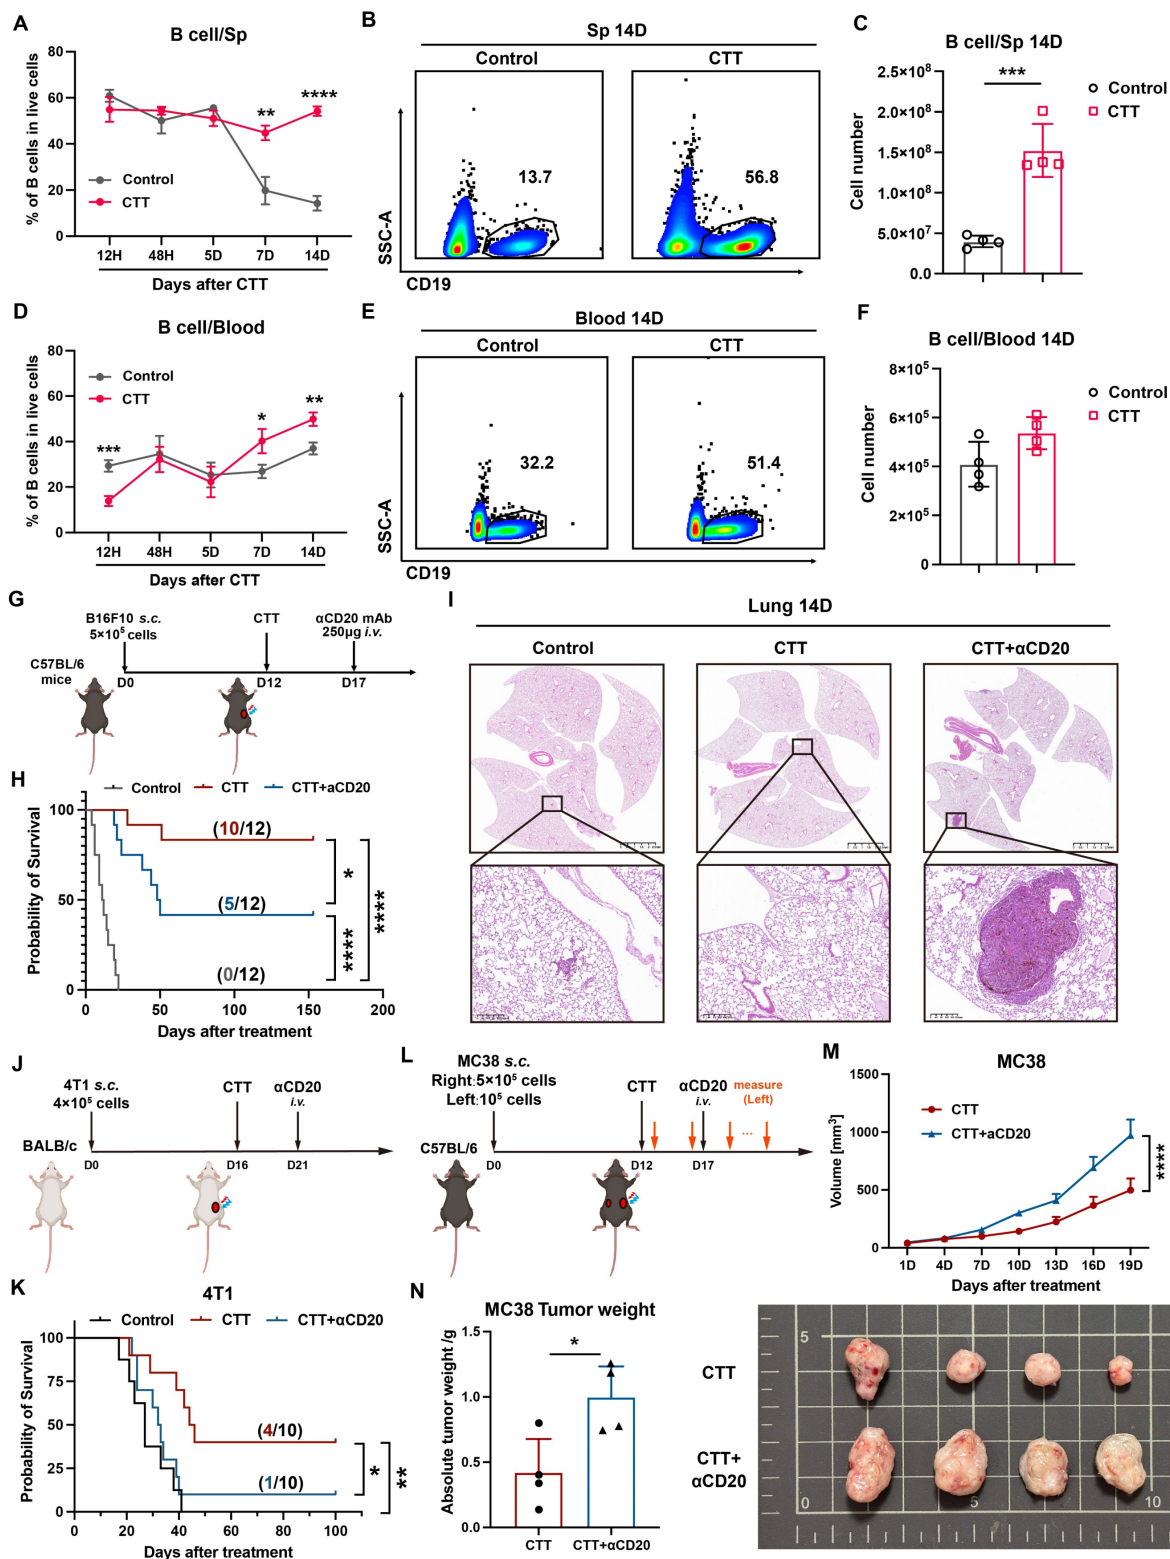 A
B cell/Sp
% of B cells in live cells
80
60
40
20
0
Control
CTT
**
****
12H 48H 5D 7D 14D
Days after CTT
B
Sp 14D
Control CTT
13.7
56.8
SSC-A
CD19
C
B cell/Sp 14D
Cell number
2.5×10⁸
2.0×10⁸
1.5×10⁸
1.0×10⁸
5.0×10⁷
0.0
***
Control
CTT
D
B cell/Blood
% of B cells in live cells
80
60
40
20
0
Control
CTT
***
*
**
12H 48H 5D 7D 14D
Days after CTT
E
Blood 14D
Control CTT
32.2
51.4
SSC-A
CD19
F
B cell/Blood 14D
Cell number
8×10⁵
6×10⁵
4×10⁵
2×10⁵
0
Control
CTT
G
B16F10 s.c.
5×10⁵ cells
CTT
αCD20 mAb
250μg i.v.
C57BL/6
mice
D0 D12 D17
H
Control CTT CTT+aCD20
Probability of Survival
100
50
0
(10/12)
(5/12)
(0/12)
*
****
****
0 50 100 150 200
Days after treatment
I
Lung 14D
Control CTT CTT+αCD20
J
4T1 s.c.
4×10⁵ cells
CTT
αCD20
i.v.
BALB/c
D0 D16 D21
K
4T1
Control CTT CTT+αCD20
Probability of Survival
100
75
50
25
0
(4/10)
(1/10)
*
**
0 20 40 60 80 100
Days after treatment
L
MC38 s.c.
Right:5×10⁵ cells
Left:10⁵ cells
CTT
αCD20
i.v.
measure
(Left)
...
C57BL/6
D0 D12 D17
M
MC38
Volume [mm³]
1500
1000
500
0
CTT
CTT+aCD20
****
1D 4D 7D 10D 13D 16D 19D
Days after treatment
N
MC38 Tumor weight
Absolute tumor weight /g
1.5
1.0
0.5
0.0
*
CTT CTT+αCD20
CTT
CTT+
αCD20
5
0 5 10